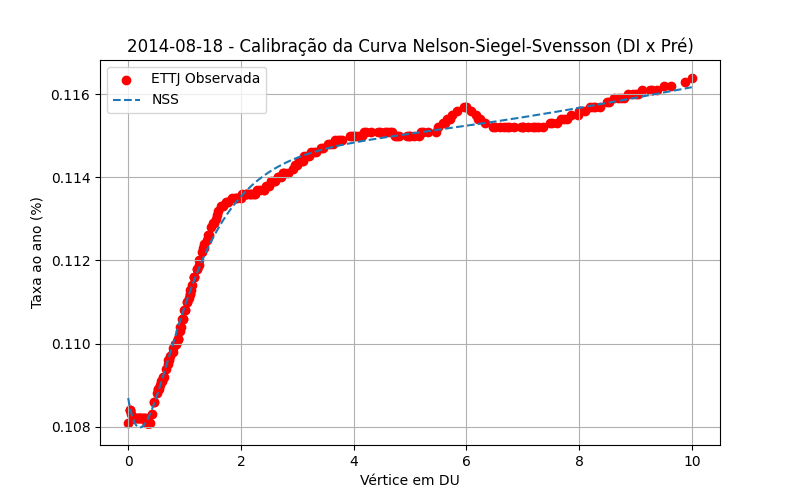 2014-08-18 - Calibração da Curva Nelson-Siegel-Svensson (DI x Pré)
ETTJ Observada
NSS
Taxa ao ano (%)
0.116
0.114
0.112
0.110
0.108
0 2 4 6 8 10
Vértice em DU